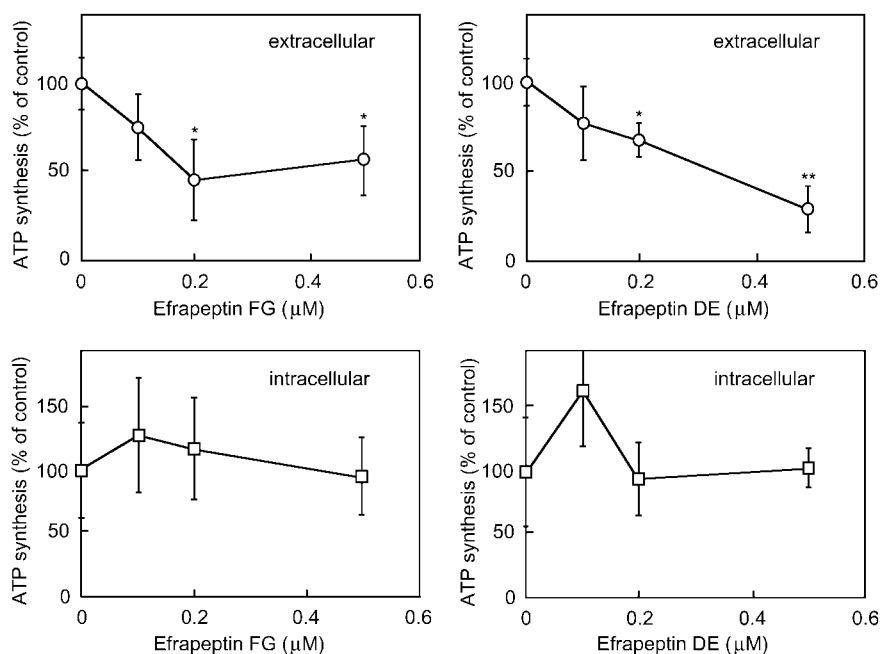 extracellular
ATP synthesis (% of control)
100
50
0
*
*
0
0.2
0.4
0.6
Efrapeptin FG (μM)
extracellular
ATP synthesis (% of control)
100
50
0
*
**
0
0.2
0.4
0.6
Efrapeptin DE (μM)
intracellular
ATP synthesis (% of control)
150
100
50
0
0
0.2
0.4
0.6
Efrapeptin FG (μM)
intracellular
ATP synthesis (% of control)
150
100
50
0
0
0.2
0.4
0.6
Efrapeptin DE (μM)